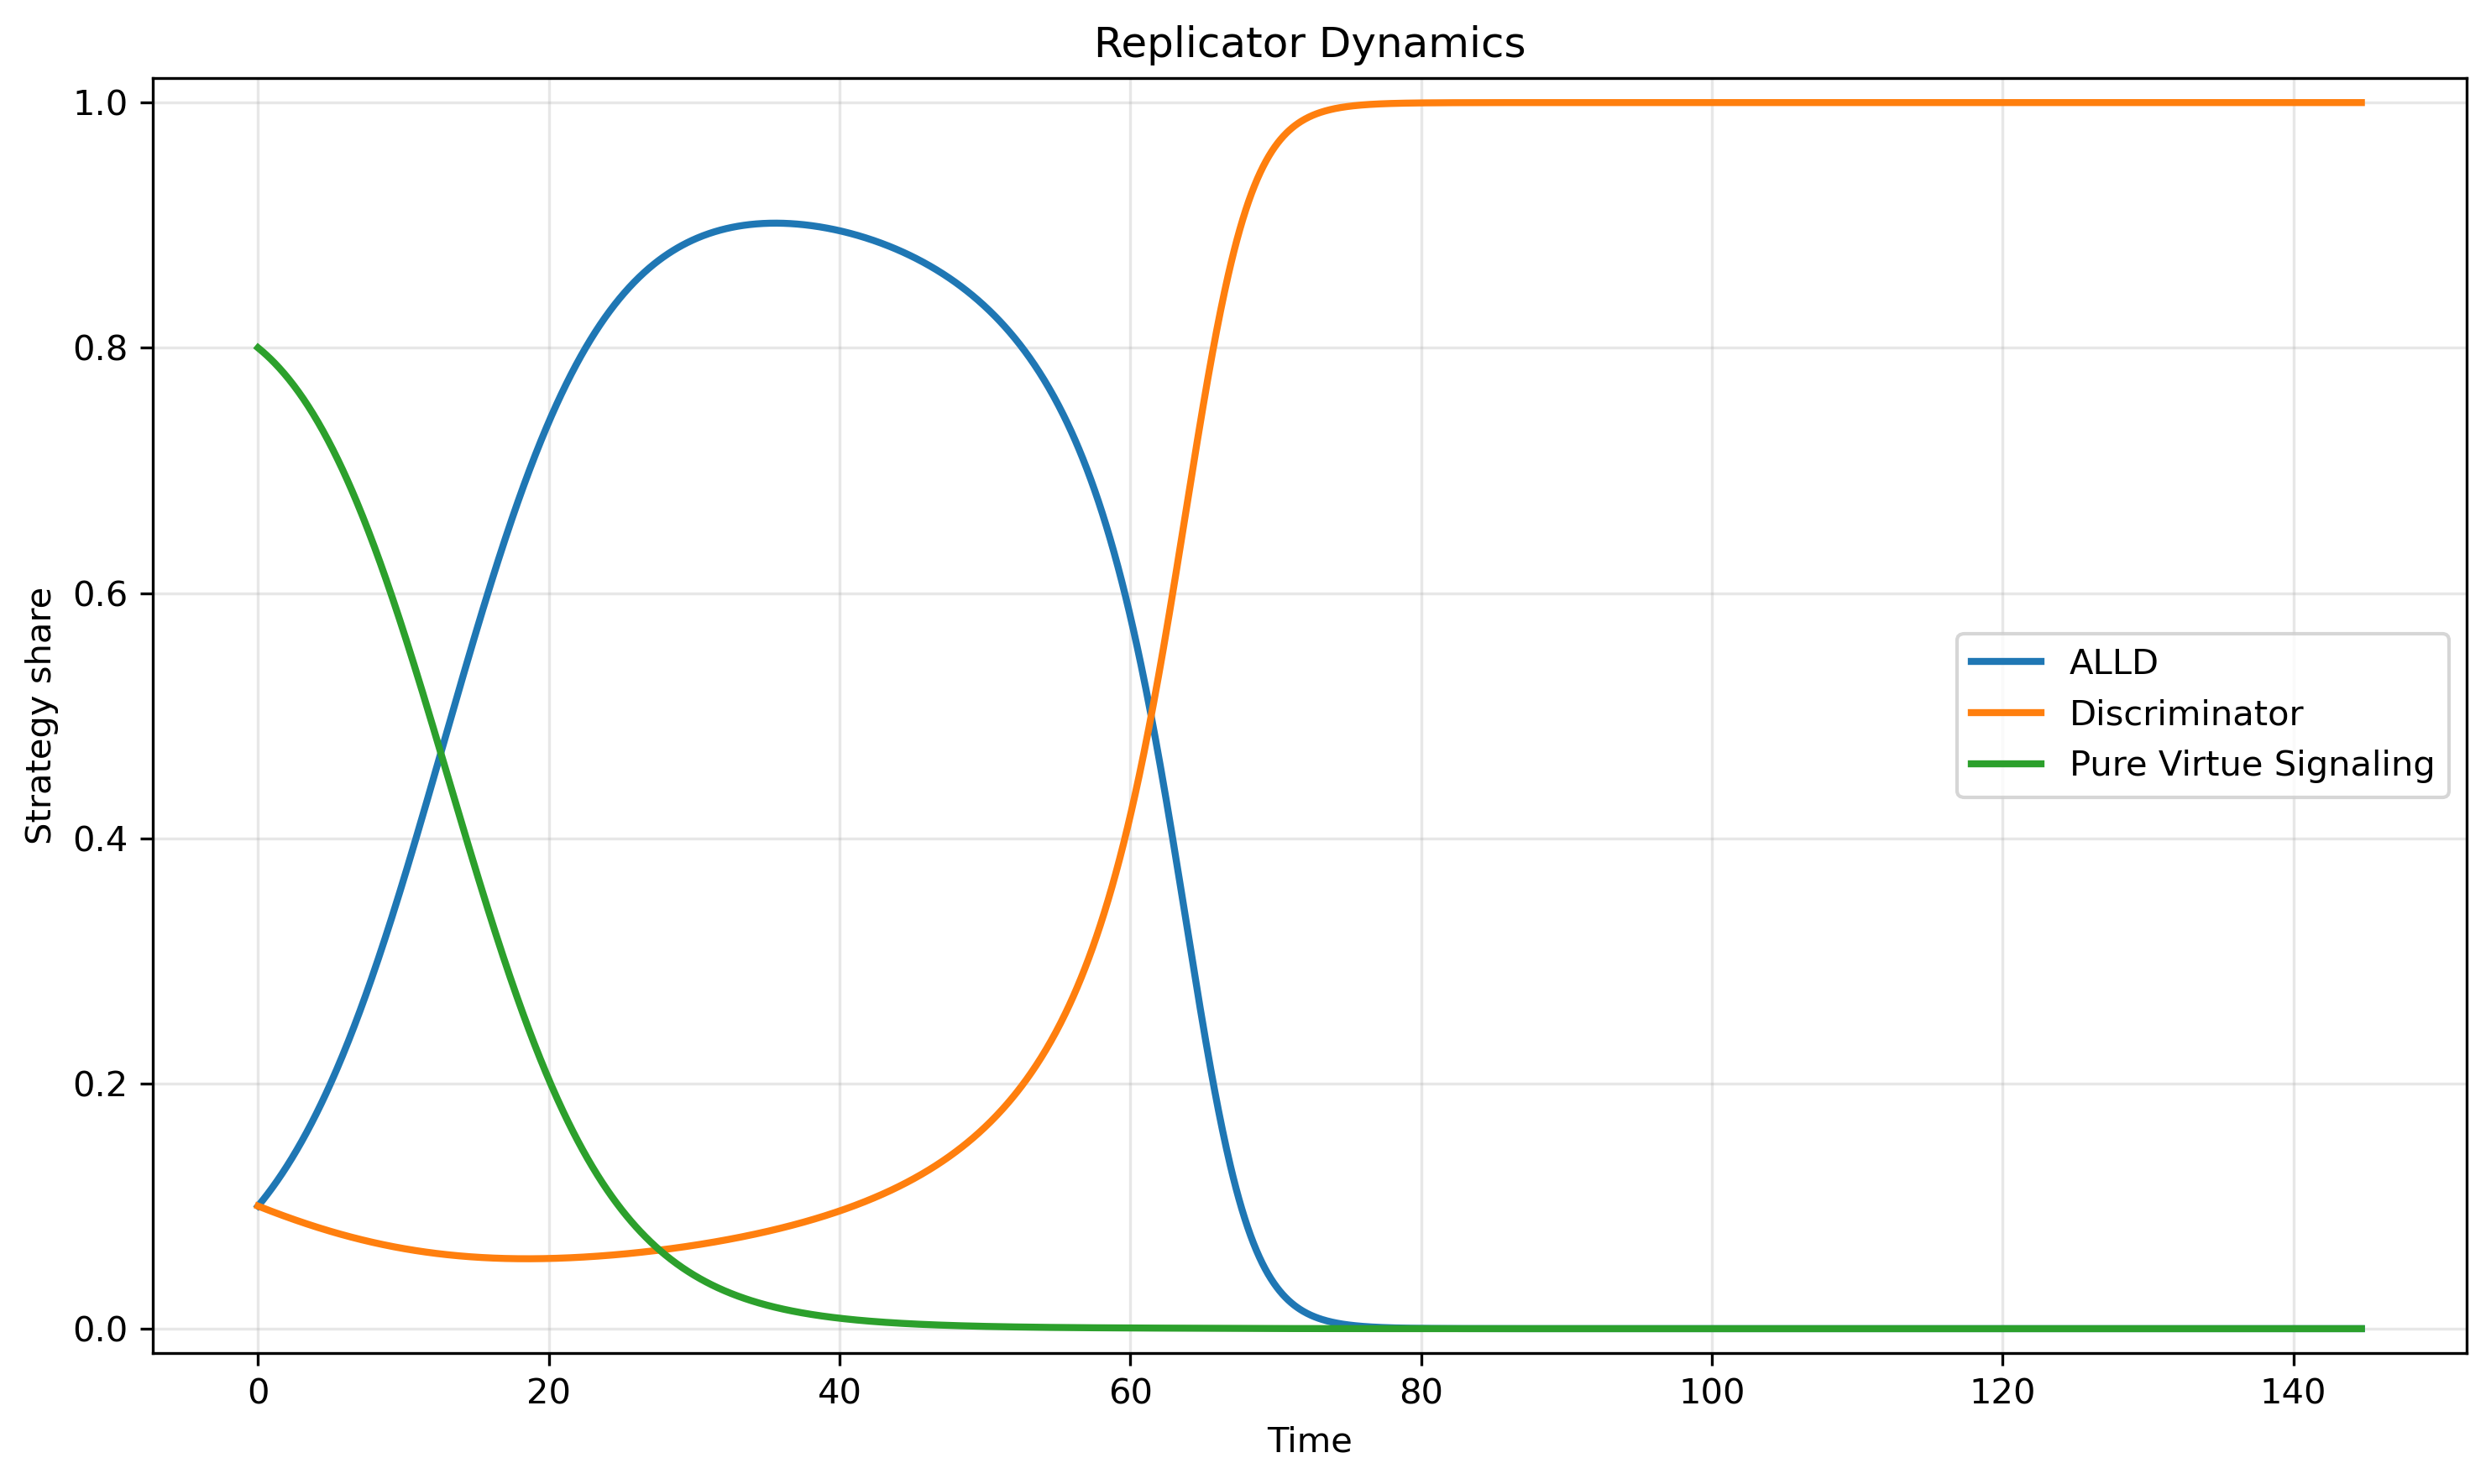 Replicator Dynamics
Strategy share
1.0
0.8
0.6
0.4
0.2
0.0
ALLD
Discriminator
Pure Virtue Signaling
0 20 40 60 80 100 120 140
Time